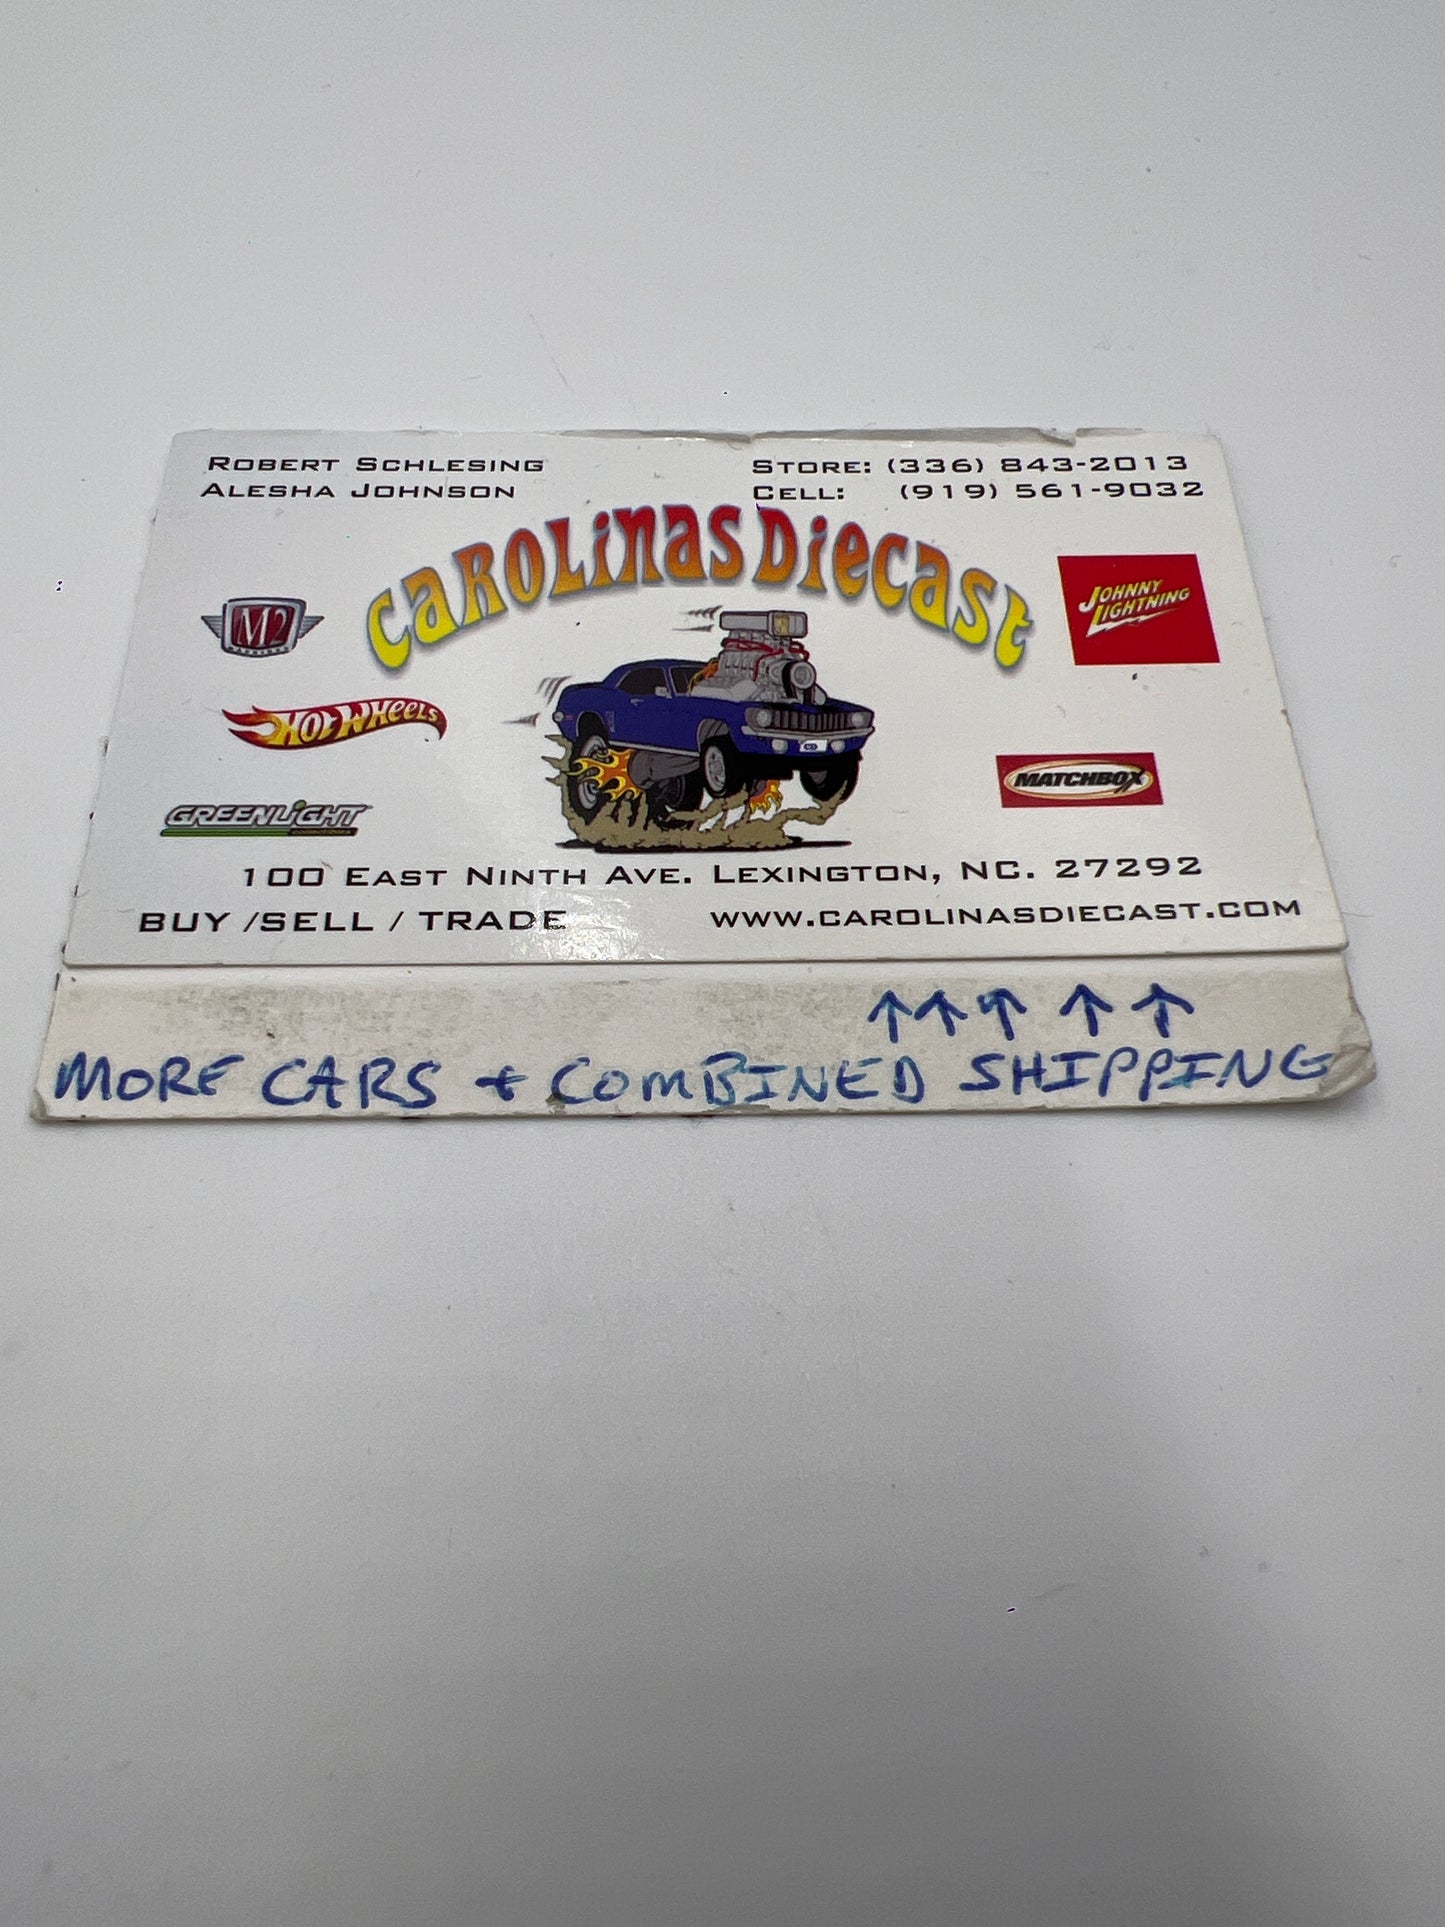 ROBERT SCHLESING
ALESHA JOHNSON
STORE: (336) 843-2013
CELL: (919) 561-9032
CAROLINAS DIECAST
M2
MACHINES
JOHNNY
LIGHTNING
HOT WHEELS
MATCHBOX
GREENLIGHT
COLLECTIBLES
100 EAST NINTH AVE. LEXINGTON, NC. 27292
BUY /SELL / TRADE
WWW.CAROLINASDIECAST.COM
↑↑↑↑↑
MORE CARS + COMBINED SHIPPING